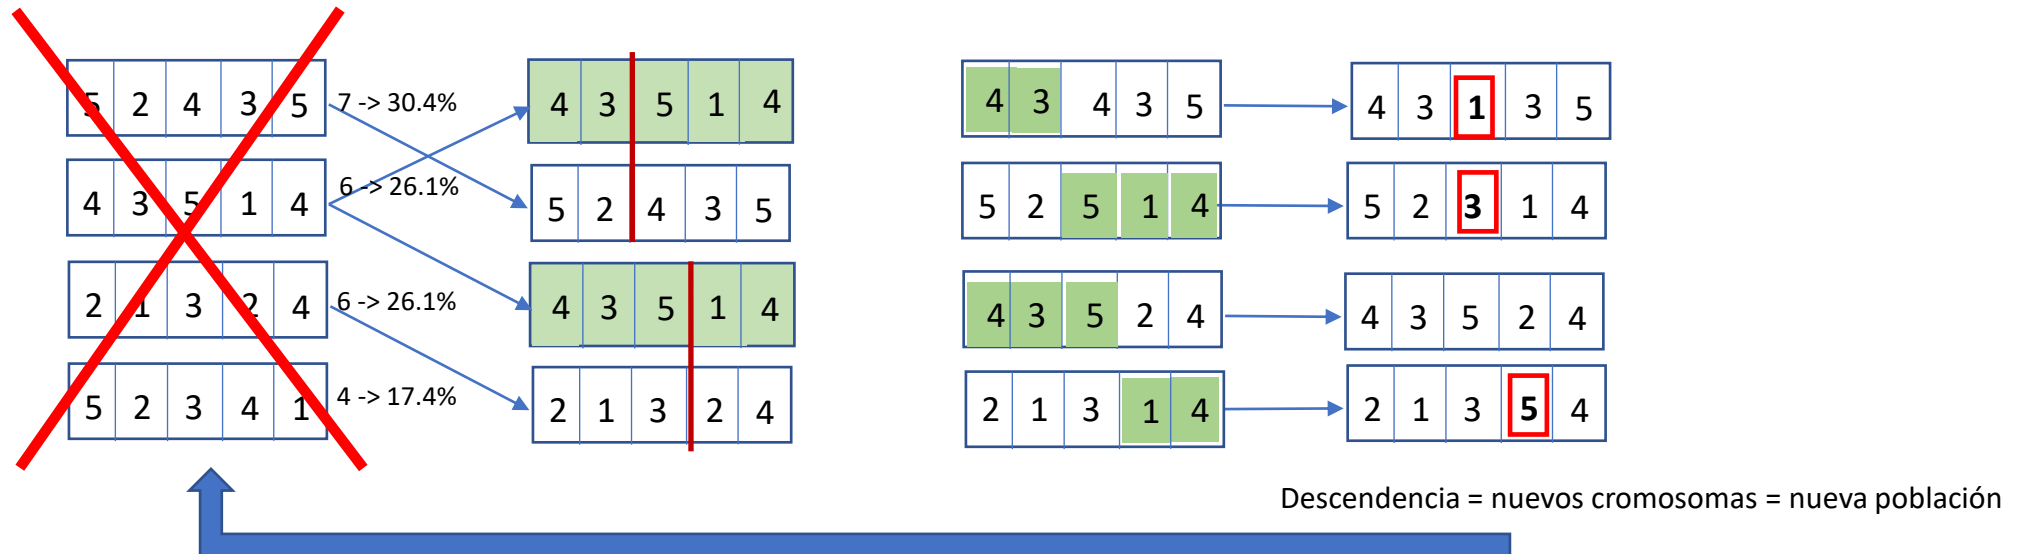 5 2 4 3 5
7 -> 30.4%
4 3 5 1 4
4 3 4 3 5
4 3 1 3 5
4 3 5 1 4
6 -> 26.1%
5 2 4 3 5
5 2 5 1 4
5 2 3 1 4
2 1 3 2 4
6 -> 26.1%
4 3 5 1 4
4 3 5 2 4
4 3 5 2 4
5 2 3 4 1
4 -> 17.4%
2 1 3 2 4
2 1 3 1 4
2 1 3 5 4
Descendencia = nuevos cromosomas = nueva población